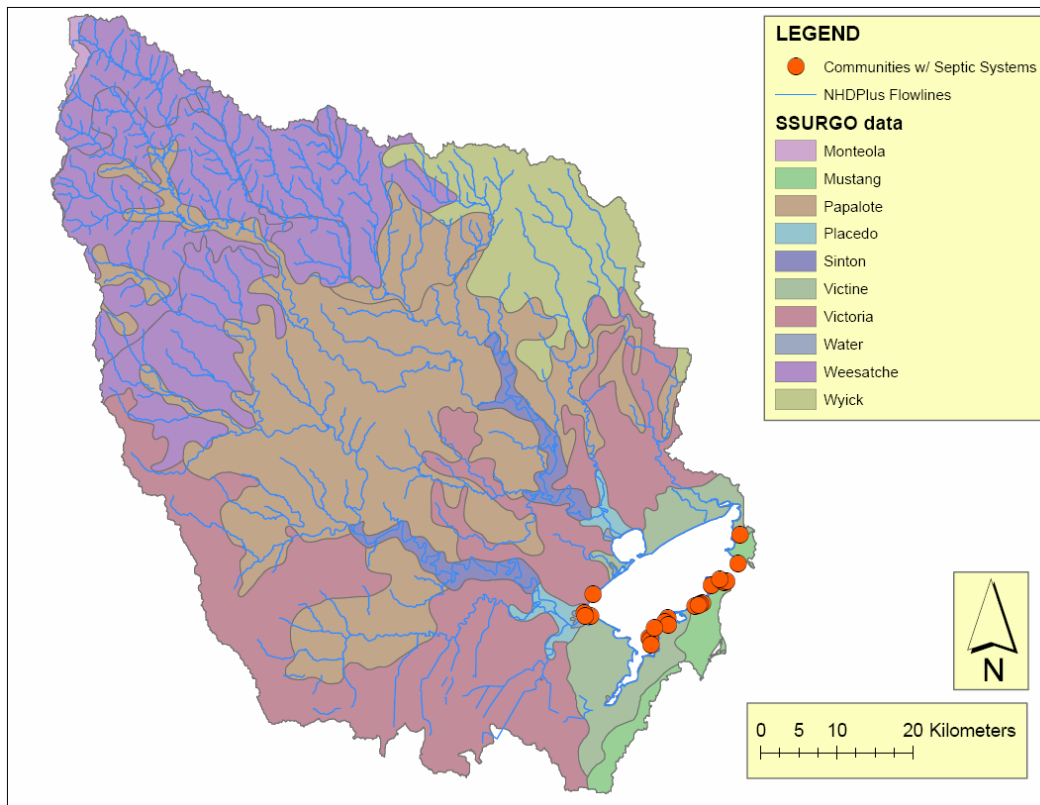 LEGEND
Communities w/ Septic Systems
NHDPlus Flowlines
SSURGO data
Monteola
Mustang
Papalote
Placedo
Sinton
Victine
Victoria
Water
Weesatche
Wyick
N
0 5 10 20 Kilometers